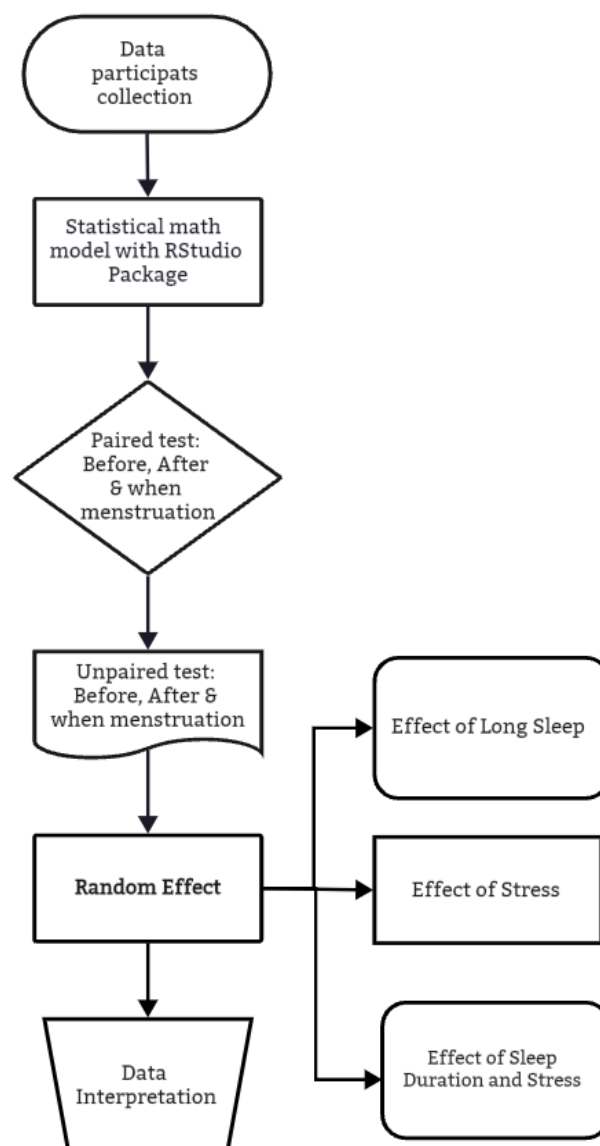 Data
participats
collection
Statistical math
model with RStudio
Package
Paired test:
Before, After
& when
menstruation
Unpaired test:
Before, After &
when menstruation
Random Effect
Effect of Long Sleep
Effect of Stress
Effect of Sleep
Duration and Stress
Data
Interpretation